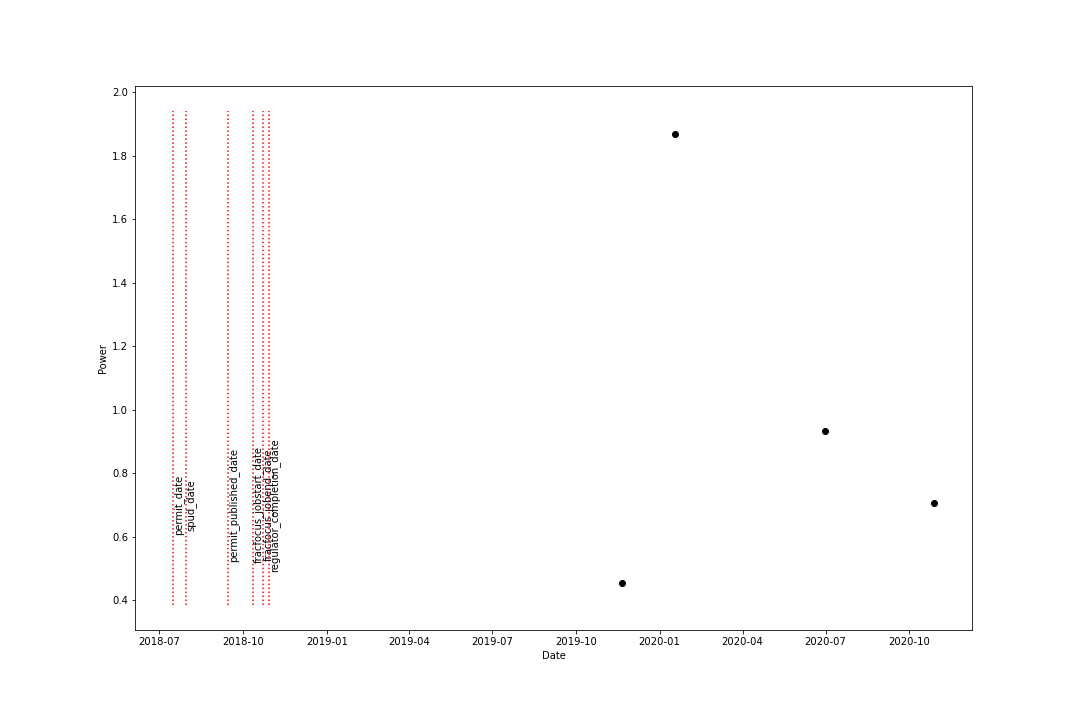 2.0
1.8
1.6
1.4
1.2
1.0
0.8
0.6
0.4
Power
permit_date
spud_date
permit_published_date
fracfocus_jobstart_date
fracfocus_jobend_date
regulator_completion_date
2018-07 2018-10 2019-01 2019-04 2019-07 2019-10 2020-01 2020-04 2020-07 2020-10
Date